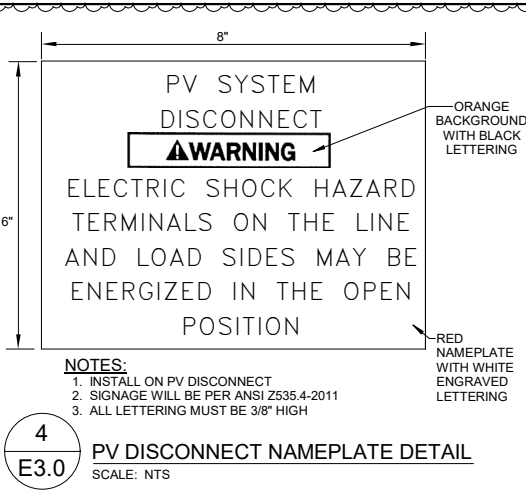 8"
6"
PV SYSTEM
DISCONNECT
⚠WARNING
ELECTRIC SHOCK HAZARD
TERMINALS ON THE LINE
AND LOAD SIDES MAY BE
ENERGIZED IN THE OPEN
POSITION
ORANGE
BACKGROUND
WITH BLACK
LETTERING
RED
NAMEPLATE
WITH WHITE
ENGRAVED
LETTERING
NOTES:
1. INSTALL ON PV DISCONNECT
2. SIGNAGE WILL BE PER ANSI Z535.4-2011
3. ALL LETTERING MUST BE 3/8" HIGH
4
E3.0
PV DISCONNECT NAMEPLATE DETAIL
SCALE: NTS